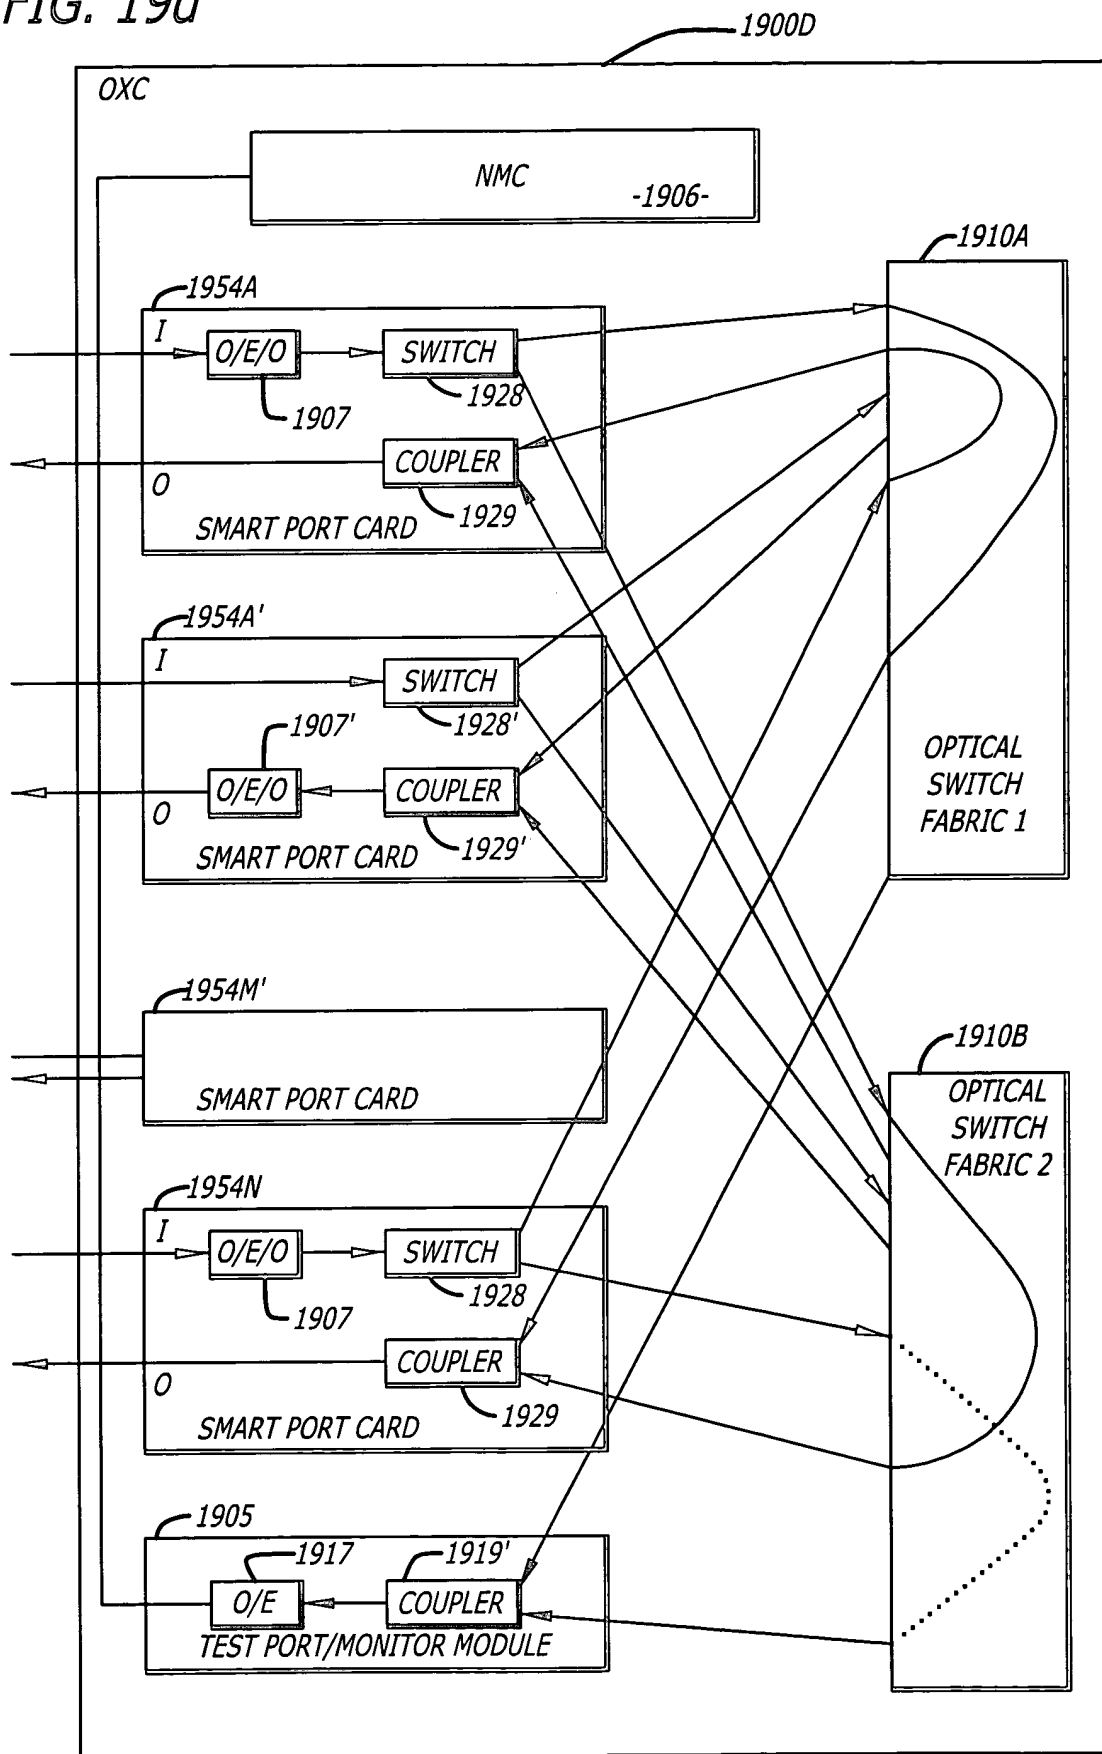 FIG. 19d
1900D
OXC
NMC
-1906-
1910A
1954A
I
O/E/O
SWITCH
1907
1928
COUPLER
O
1929
SMART PORT CARD
1954A'
I
SWITCH
1907'
1928'
O/E/O
COUPLER
O
1929'
SMART PORT CARD
OPTICAL
SWITCH
FABRIC 1
1954M'
SMART PORT CARD
1910B
OPTICAL
SWITCH
FABRIC 2
1954N
I
O/E/O
SWITCH
1907
1928
COUPLER
O
1929
SMART PORT CARD
1905
1917
1919'
O/E
COUPLER
TEST PORT/MONITOR MODULE